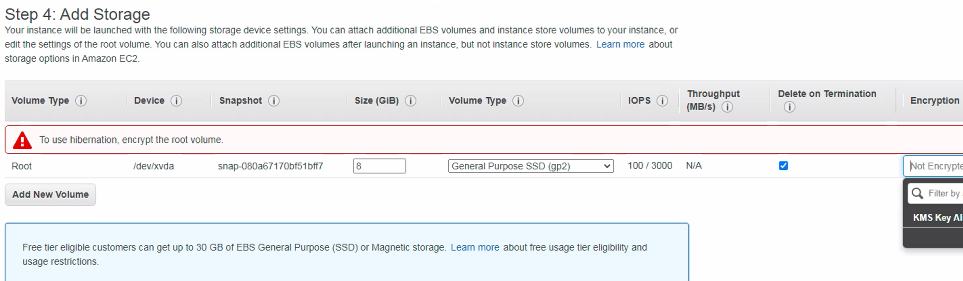 Step 4: Add Storage
Your instance will be launched with the following storage device settings. You can attach additional EBS volumes and instance store volumes to your instance, or
edit the settings of the root volume. You can also attach additional EBS volumes after launching an instance, but not instance store volumes. Learn more about
storage options in Amazon EC2.
Volume Type i Device i Snapshot i Size (GiB) i Volume Type i IOPS i Throughput (MB/s) i Delete on Termination i Encryption
To use hibernation, encrypt the root volume.
Root /dev/xvda snap-080a67170bf51bff7 8 General Purpose SSD (gp2) 100 / 3000 N/A Not Encrypte
Filter by
Add New Volume
KMS Key Al
Free tier eligible customers can get up to 30 GB of EBS General Purpose (SSD) or Magnetic storage. Learn more about free usage tier eligibility and
usage restrictions.